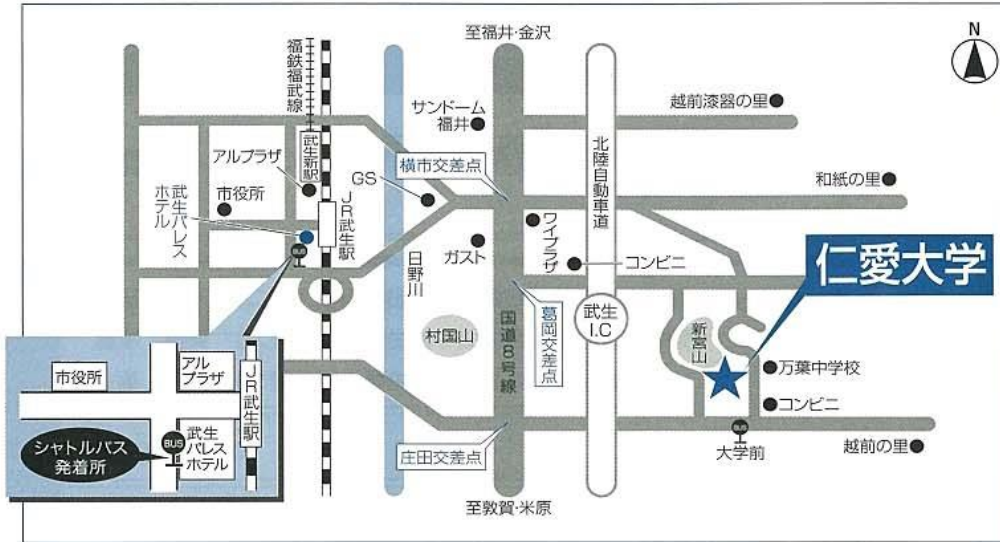 至福井・金沢
N
福鉄福武線
サンドーム
福井
越前漆器の里
武生新駅
北陸自動車道
アルプラザ
横市交差点
市役所
GS
和紙の里
武生パレス
ホテル
JR武生駅
ワイプラザ
BUS
日野川
ガスト
コンビニ
仁愛大学
武生
I.C
村国山
国道8号線
葛岡交差点
新宮山
万葉中学校
コンビニ
BUS
大学前
越前の里
庄田交差点
至敦賀・米原
市役所
アル
プラザ
JR武生駅
シャトルバス
発着所
BUS
武生
パレス
ホテル